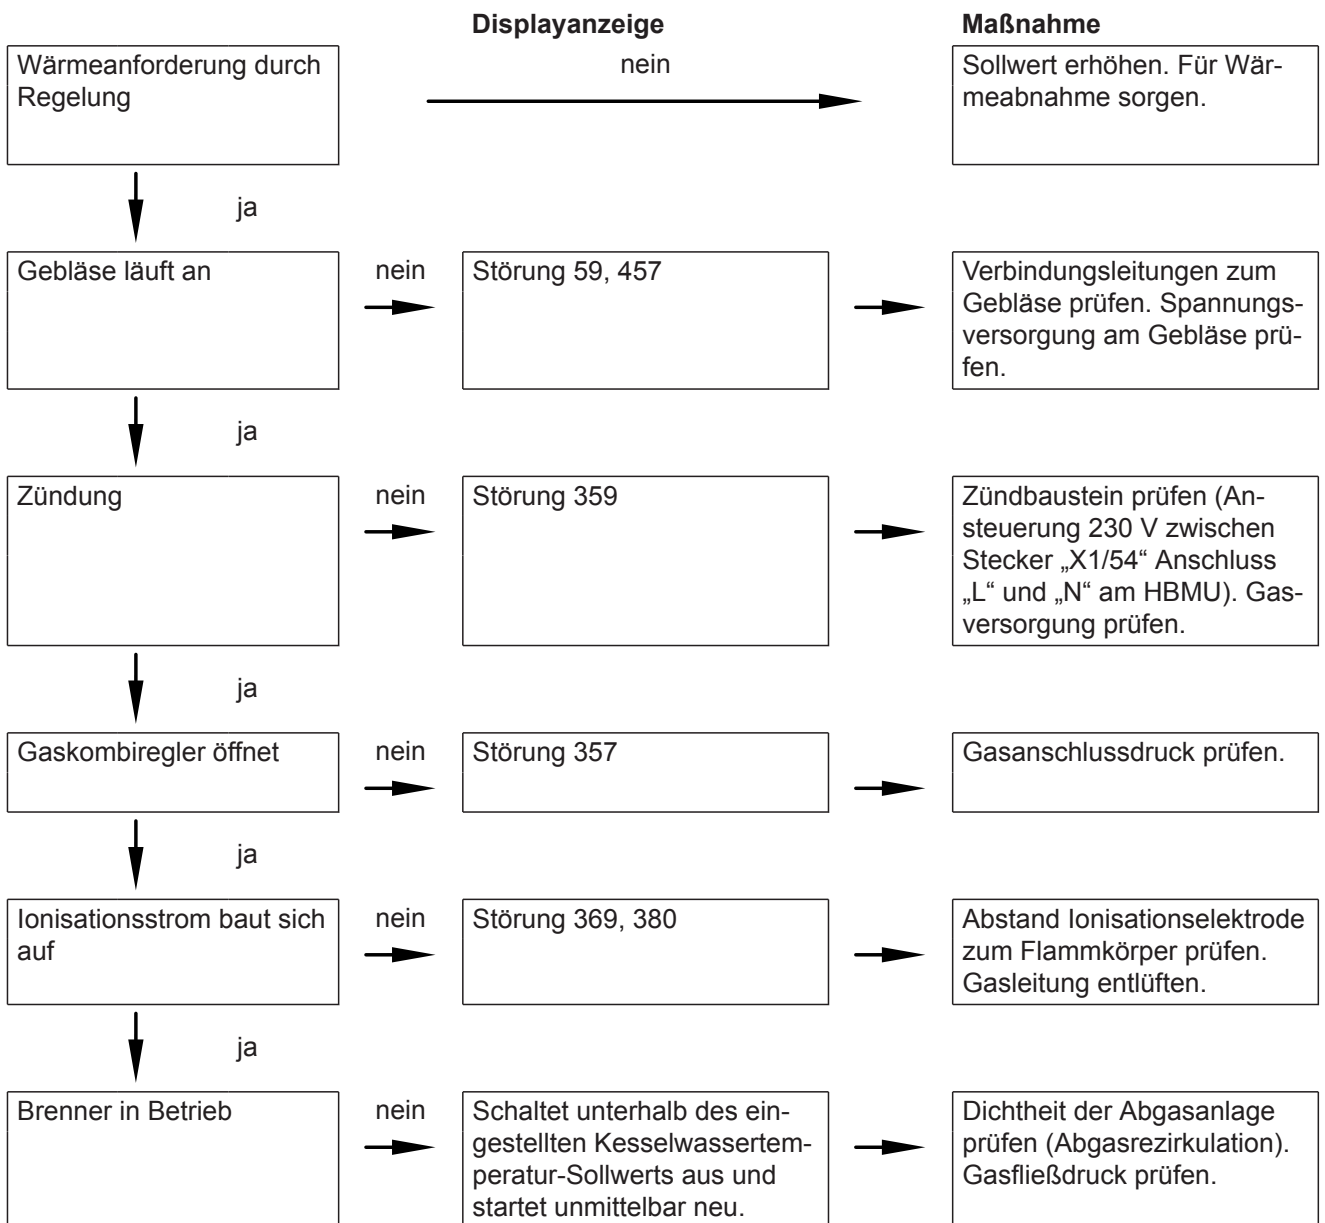 Displayanzeige
Maßnahme
Wärmeanforderung durch
Regelung
nein
Sollwert erhöhen. Für Wär-
meabnahme sorgen.
ja
Gebläse läuft an
nein
Störung 59, 457
Verbindungsleitungen zum
Gebläse prüfen. Spannungs-
versorgung am Gebläse prü-
fen.
ja
Zündung
nein
Störung 359
Zündbaustein prüfen (An-
steuerung 230 V zwischen
Stecker „X1/54“ Anschluss
„L“ und „N“ am HBMU). Gas-
versorgung prüfen.
ja
Gaskombiregler öffnet
nein
Störung 357
Gasanschlussdruck prüfen.
ja
Ionisationsstrom baut sich
auf
nein
Störung 369, 380
Abstand Ionisationselektrode
zum Flammkörper prüfen.
Gasleitung entlüften.
ja
Brenner in Betrieb
nein
Schaltet unterhalb des ein-
gestellten Kesselwassertem-
peratur-Sollwerts aus und
startet unmittelbar neu.
Dichtheit der Abgasanlage
prüfen (Abgasrezirkulation).
Gasfließdruck prüfen.